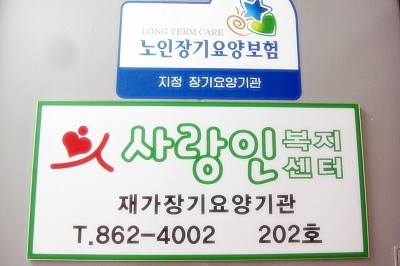 LONG TERM CARE
노인장기요양보험
지정 장기요양기관
사랑인 복지센터
재가장기요양기관
T.862-4002 202호